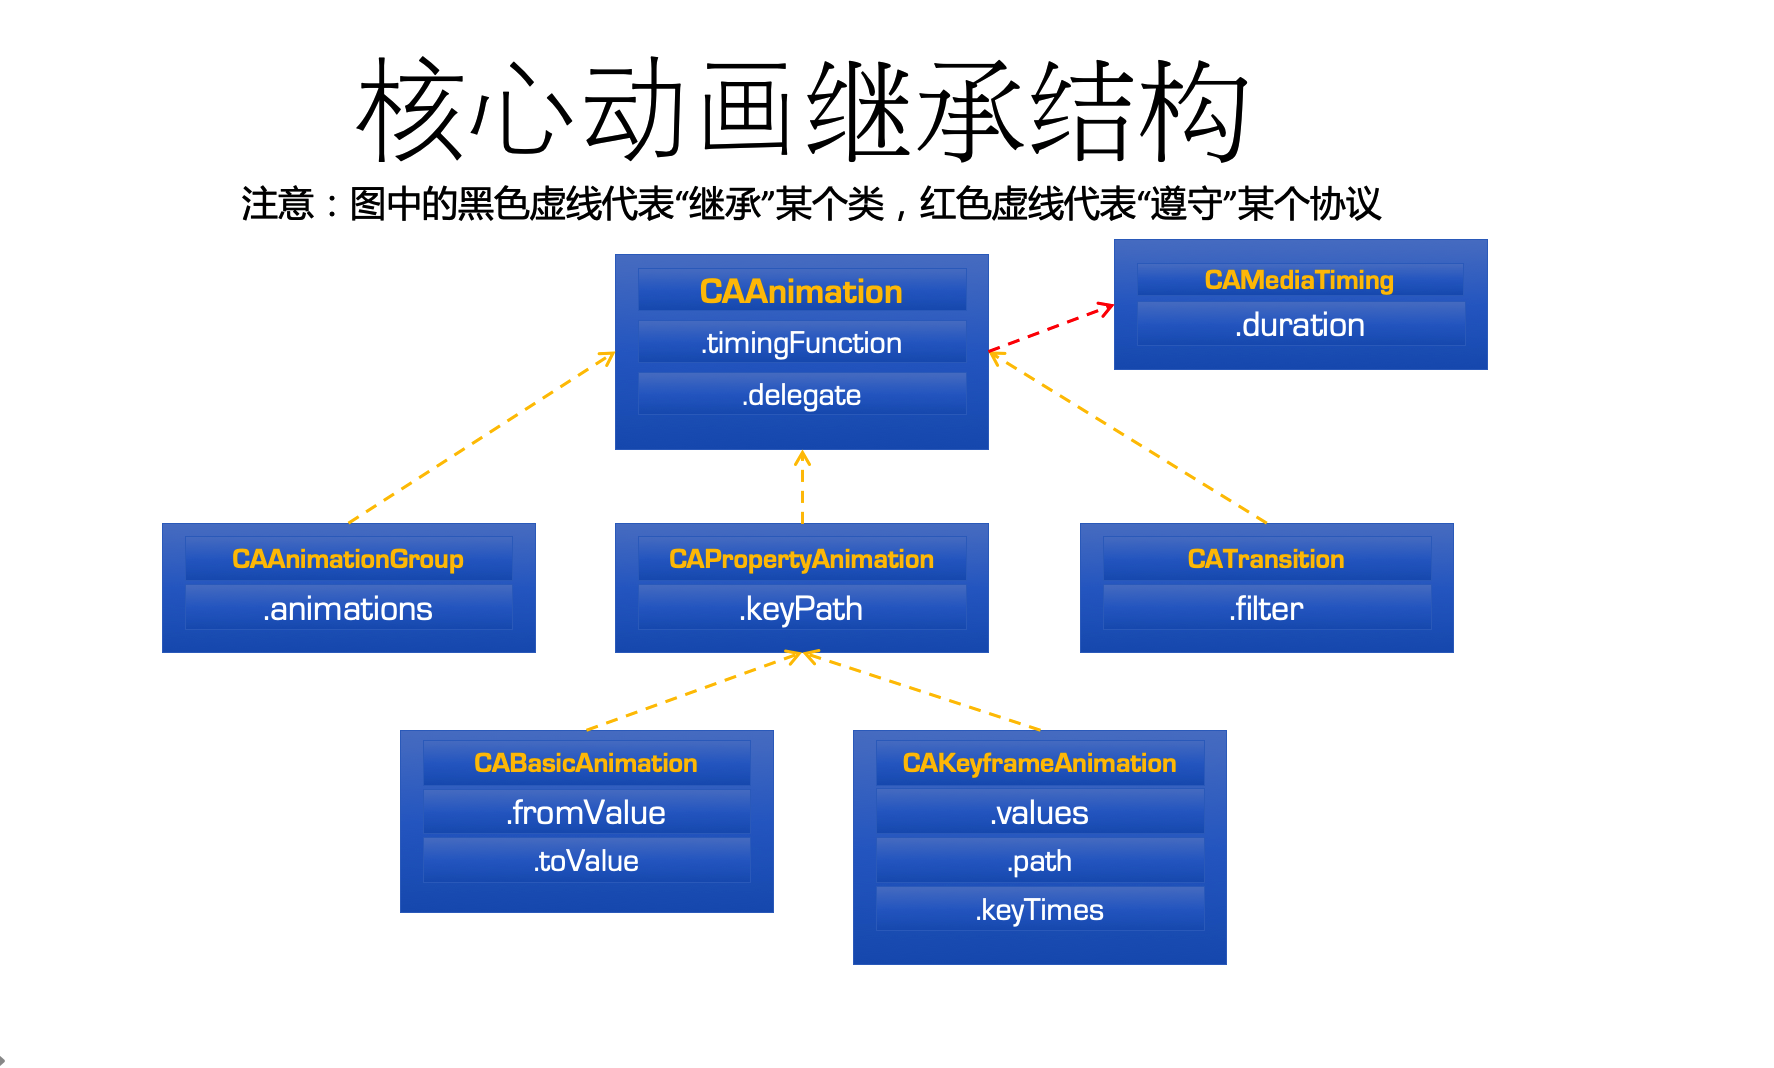 核心动画继承结构
注意：图中的黑色虚线代表“继承”某个类，红色虚线代表“遵守”某个协议
CAAnimation
.timingFunction
.delegate
CAMediaTiming
.duration
CAAnimationGroup
.animations
CAPropertyAnimation
.keyPath
CATransition
.filter
CABasicAnimation
.fromValue
.toValue
CAKeyframeAnimation
.values
.path
.keyTimes